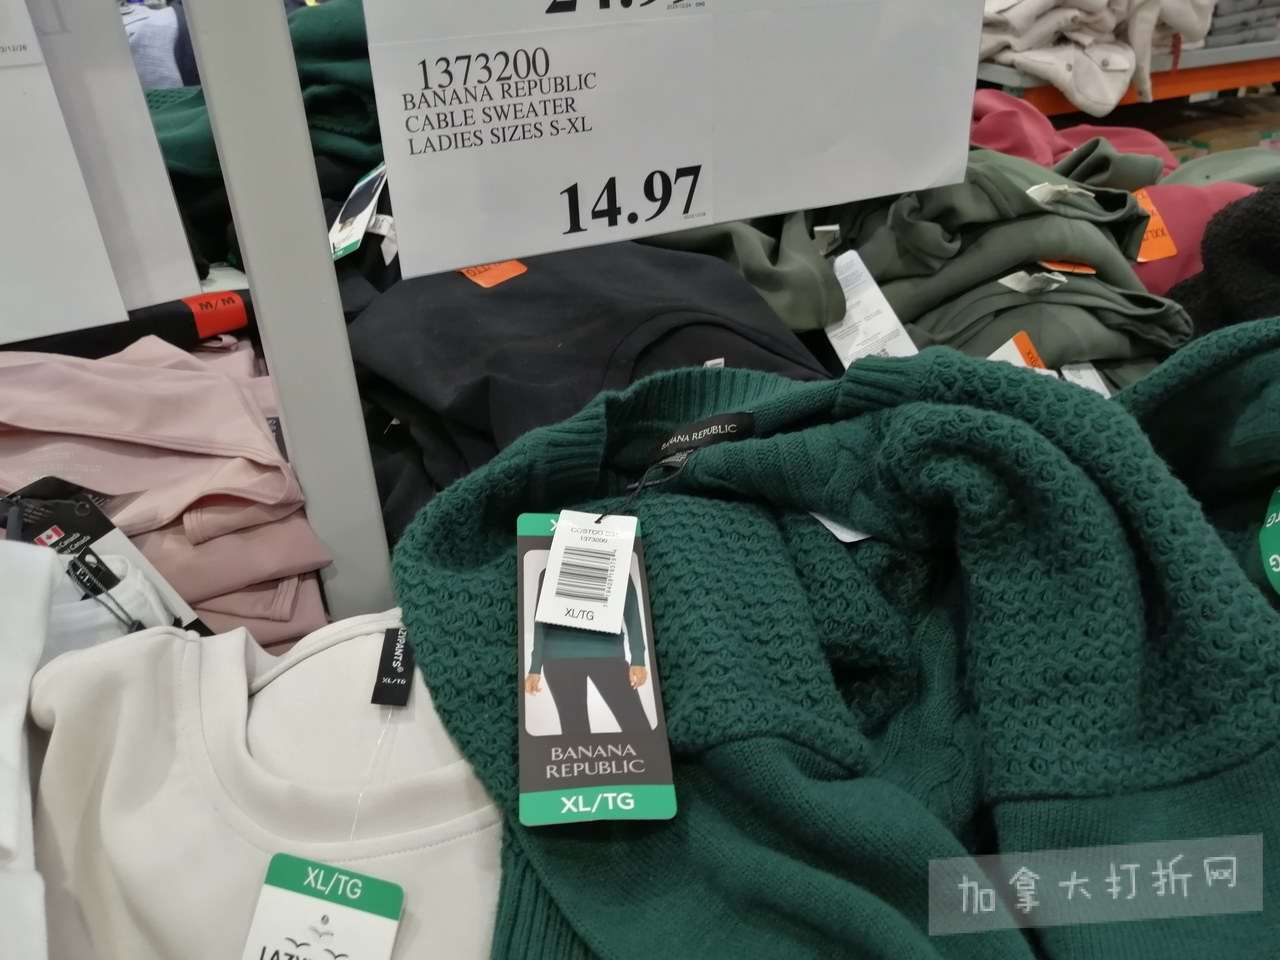 1373200
BANANA REPUBLIC
CABLE SWEATER
LADIES SIZES S-XL
14.97
M/M
BANANA REPUBLIC
1373200
XL/TG
BANANA
REPUBLIC
XL/TG
XL/TG
XL/TG
加拿大打折网